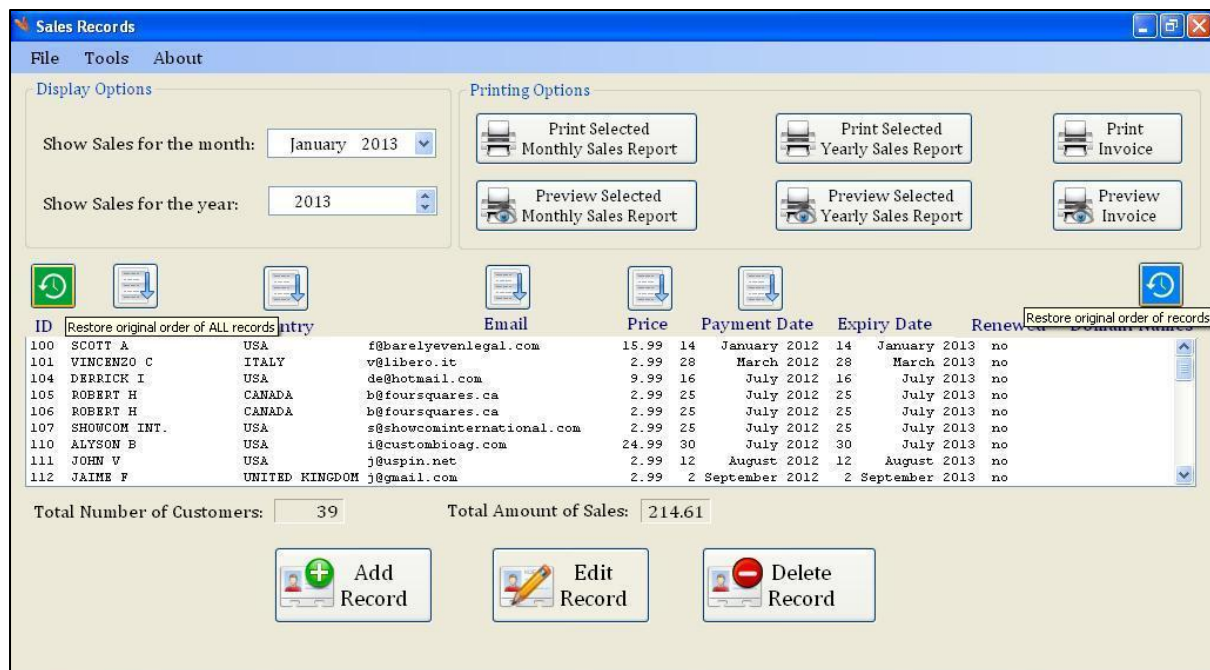 Sales Records
File Tools About
Display Options
Printing Options
Show Sales for the month: January 2013
Show Sales for the year: 2013
Print Selected
Monthly Sales Report
Print Selected
Yearly Sales Report
Print
Invoice
Preview Selected
Monthly Sales Report
Preview Selected
Yearly Sales Report
Preview
Invoice
Restore original order of ALL records
Restore original order of records
ID ntry Email Price Payment Date Expiry Date Renewed Domain Names
100 SCOTT A USA f@barelyevenlegal.com 15.99 14 January 2012 14 January 2013 no
101 VINCENZO C ITALY v@libero.it 2.99 28 March 2012 28 March 2013 no
104 DERRICK I USA de@hotmail.com 9.99 16 July 2012 16 July 2013 no
105 ROBERT H CANADA b@foursquares.ca 2.99 25 July 2012 25 July 2013 no
106 ROBERT H CANADA b@foursquares.ca 2.99 25 July 2012 25 July 2013 no
107 SHOWCOM INT. USA s@showcominternational.com 2.99 25 July 2012 25 July 2013 no
110 ALYSON B USA i@custombioag.com 24.99 30 July 2012 30 July 2013 no
111 JOHN V USA j@uspin.net 2.99 12 August 2012 12 August 2013 no
112 JAIME F UNITED KINGDOM j@gmail.com 2.99 2 September 2012 2 September 2013 no
Total Number of Customers: 39 Total Amount of Sales: 214.61
Add
Record
Edit
Record
Delete
Record